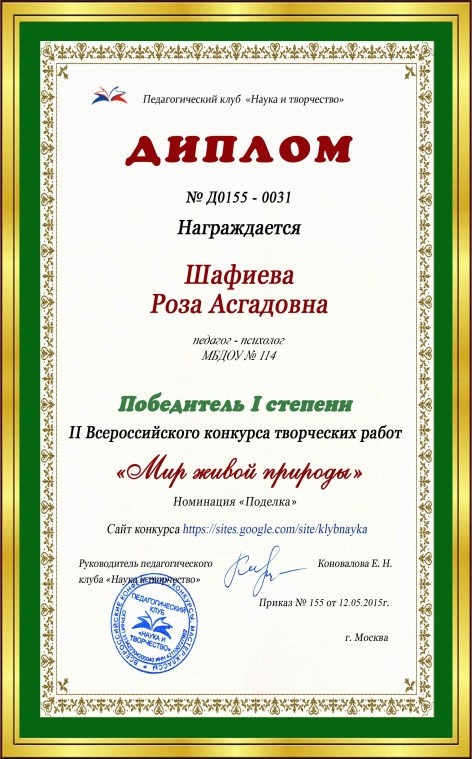 Педагогический клуб «Наука и творчество»
ДИПЛОМ
№ Д0155 - 0031
Награждается
Шафиева
Роза Асгадовна
педагог - психолог
МБДОУ № 114
Победитель I степени
II Всероссийского конкурса творческих работ
«Мир живой природы»
Номинация «Поделка»
Сайт конкурса https://sites.google.com/site/klybnayka
Руководитель педагогического
клуба «Наука и творчество»
Коновалова Е. Н.
ПЕДАГОГИЧЕСКИЙ
КЛУБ
«НАУКА И
ТВОРЧЕСТВО»
Приказ № 155 от 12.05.2015г.
г. Москва